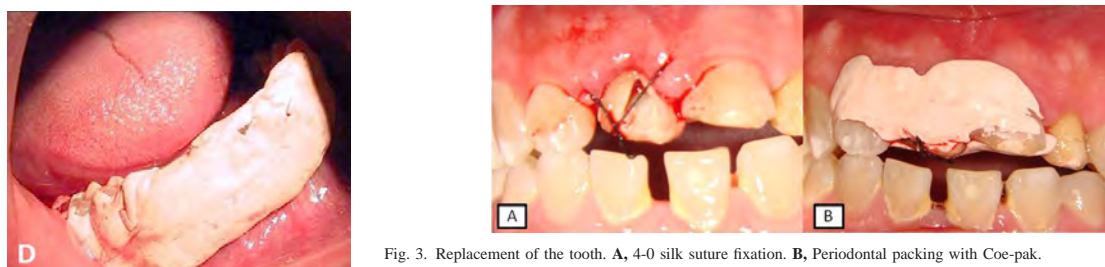 D
A
B
Fig. 3. Replacement of the tooth. A, 4-0 silk suture fixation. B, Periodontal packing with Coe-pak.